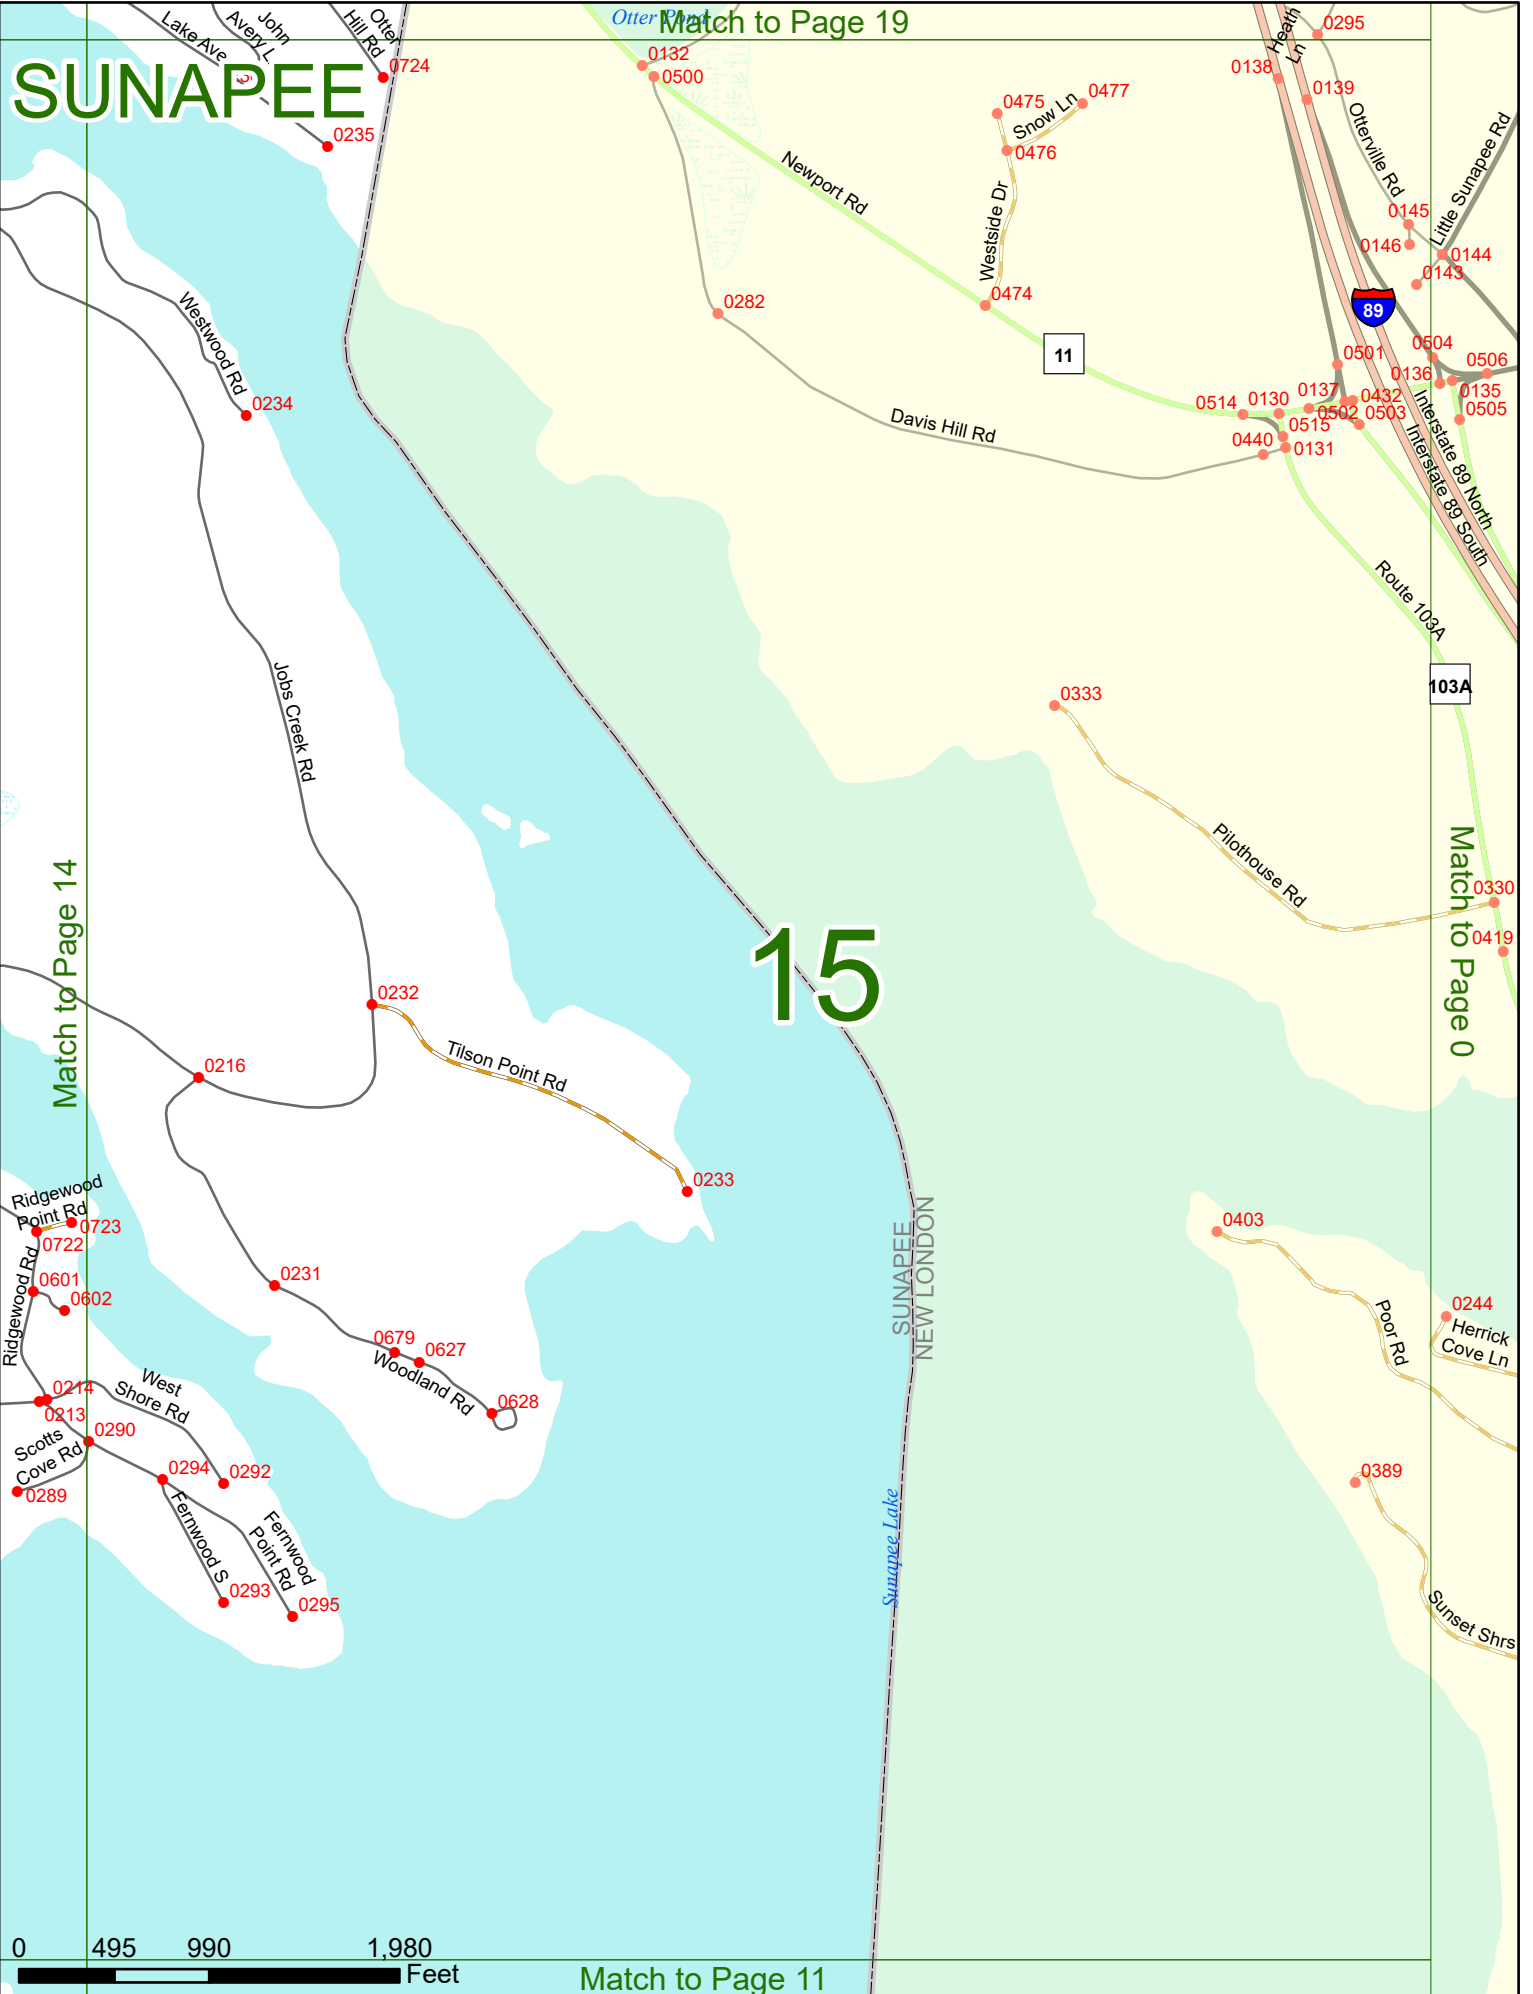 Otter Pond
Match to Page 19
Lake Ave
John
Avery L
Otter
Hill Rd
0724
SUNAPEE
0235
0132
0500
0475
Snow Ln
0477
0476
Heath
Ln
0295
0138
0139
Otterville Rd
Little Sunapee Rd
Newport Rd
Westside Dr
0145
0146
0144
0143
0474
0282
89
11
Westwood Rd
0234
0501
0504
0506
0136
0135
0137
0432
0514
0130
0502
0503
0505
0515
0440
0131
Davis Hill Rd
Interstate 89 North
Interstate 89 South
Route 103A
103A
Jobs Creek Rd
0333
Pilothouse Rd
0330
0419
Match to Page 14
Match to Page 0
15
0232
0216
Tilson Point Rd
0233
Ridgewood
Point Rd
0723
0722
Ridgewood Rd
0601
0602
0231
SUNAPEE
NEW LONDON
0403
0244
Herrick
Cove Ln
Poor Rd
0679
0627
Woodland Rd
0628
West
Shore Rd
0214
0213
0290
Scotts
Cove Rd
0289
0294
0292
Fernwood S
Fernwood
Point Rd
0293
0295
0389
Sunset Shrs
Sunapee Lake
0
495
990
1,980
Feet
Match to Page 11